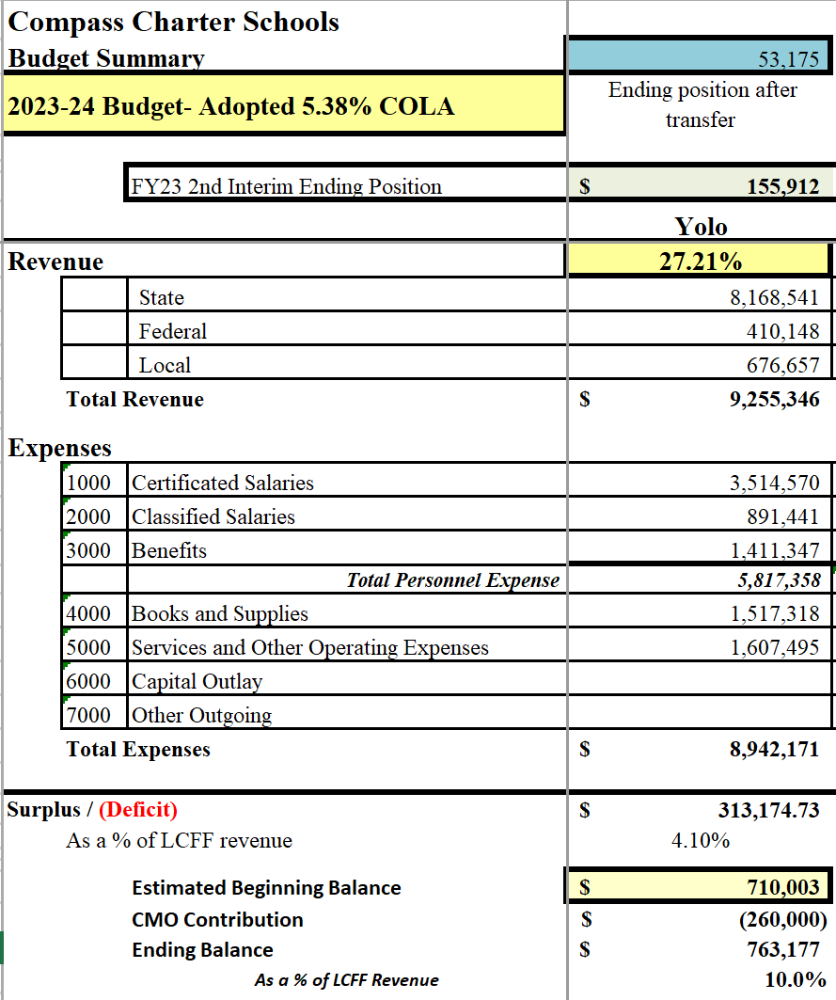 Compass Charter Schools
Budget Summary 53,175
2023-24 Budget- Adopted 5.38% COLA
Ending position after
transfer
FY23 2nd Interim Ending Position $ 155,912
Yolo
Revenue 27.21%
State 8,168,541
Federal 410,148
Local 676,657
Total Revenue $ 9,255,346
Expenses
1000 Certificated Salaries 3,514,570
2000 Classified Salaries 891,441
3000 Benefits 1,411,347
Total Personnel Expense 5,817,358
4000 Books and Supplies 1,517,318
5000 Services and Other Operating Expenses 1,607,495
6000 Capital Outlay
7000 Other Outgoing
Total Expenses $ 8,942,171
Surplus / (Deficit) $ 313,174.73
As a % of LCFF revenue 4.10%
Estimated Beginning Balance $ 710,003
CMO Contribution $ (260,000)
Ending Balance $ 763,177
As a % of LCFF Revenue 10.0%